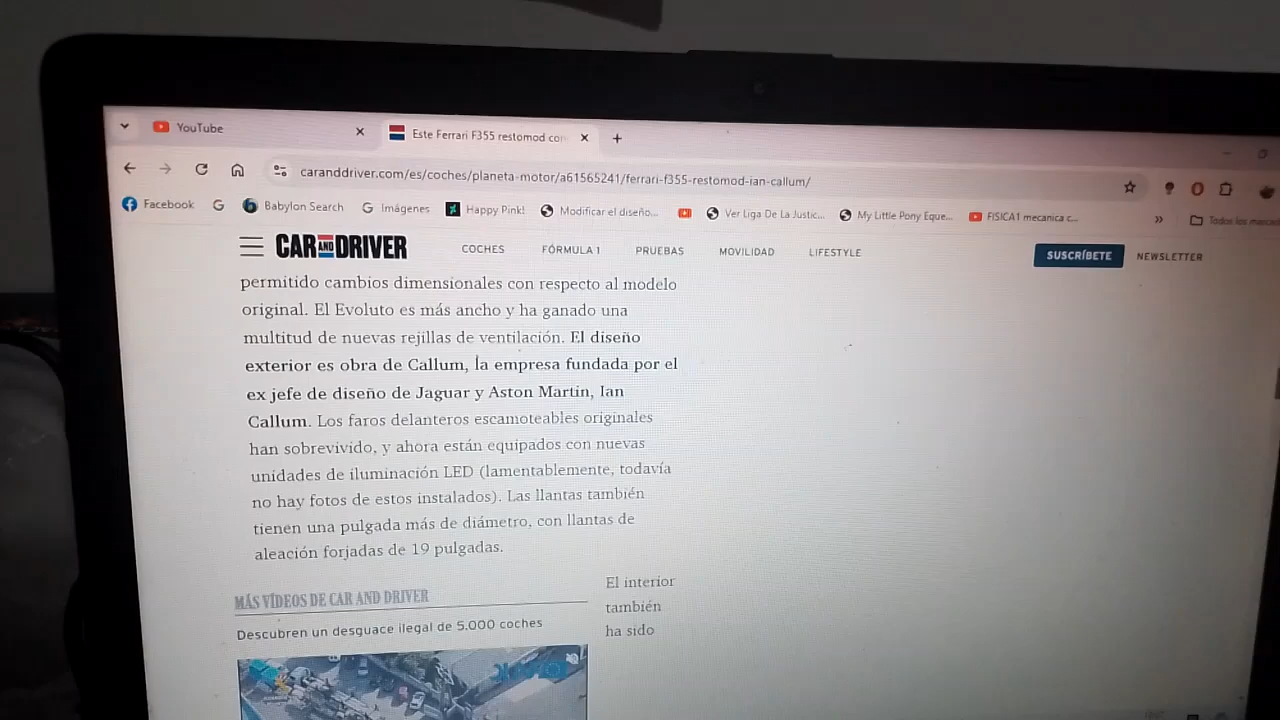 YouTube
Este Ferrari F355 restomod con
caranddriver.com/es/coches/planeta-motor/a61565241/ferrari-f355-restomod-ian-callum/
Facebook G Babylon Search G Imágenes Happy Pink! Modificar el diseño... Ver Liga De La Justic... My Little Pony Eque... FISICA1 mecanica c... » Todos los marcad
CAR AND DRIVER COCHES FÓRMULA 1 PRUEBAS MOVILIDAD LIFESTYLE SUSCRÍBETE NEWSLETTER
permitido cambios dimensionales con respecto al modelo
original. El Evoluto es más ancho y ha ganado una
multitud de nuevas rejillas de ventilación. El diseño
exterior es obra de Callum, la empresa fundada por el
ex jefe de diseño de Jaguar y Aston Martin, Ian
Callum. Los faros delanteros escamoteables originales
han sobrevivido, y ahora están equipados con nuevas
unidades de iluminación LED (lamentablemente, todavía
no hay fotos de estos instalados). Las llantas también
tienen una pulgada más de diámetro, con llantas de
aleación forjadas de 19 pulgadas.
MÁS VÍDEOS DE CAR AND DRIVER
Descubren un desguace ilegal de 5.000 coches
El interior
también
ha sido